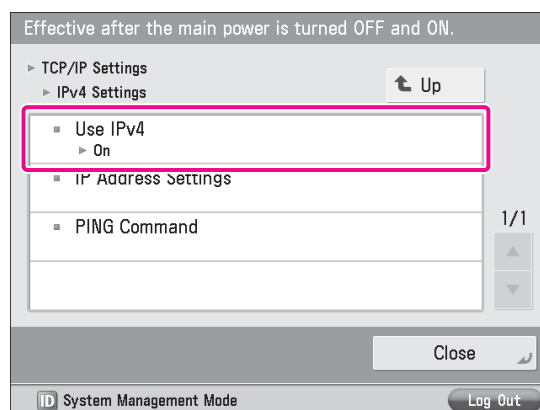 Effective after the main power is turned OFF and ON.
TCP/IP Settings
IPv4 Settings
Up
Use IPv4
On
IP Address Settings
PING Command
1/1
Close
ID System Management Mode
Log Out